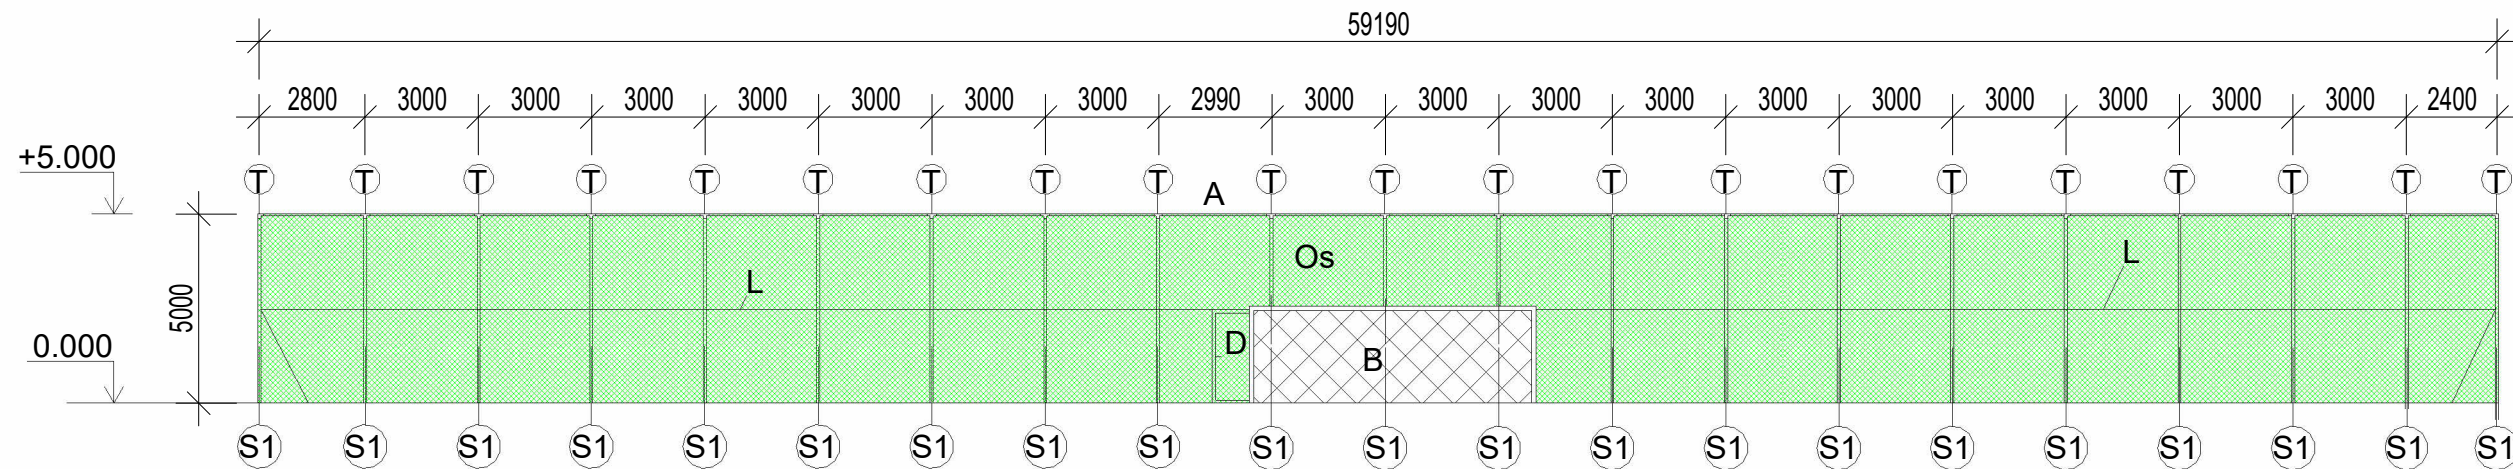 59190
2800 3000 3000 3000 3000 3000 3000 3000 2990 3000 3000 3000 3000 3000 3000 3000 3000 3000 3000 2400
+5.000
T T T T T T T T T T T T T T T T T T T T T
A
Os
L
L
5000
0.000
D
B
S1 S1 S1 S1 S1 S1 S1 S1 S1 S1 S1 S1 S1 S1 S1 S1 S1 S1 S1 S1 S1